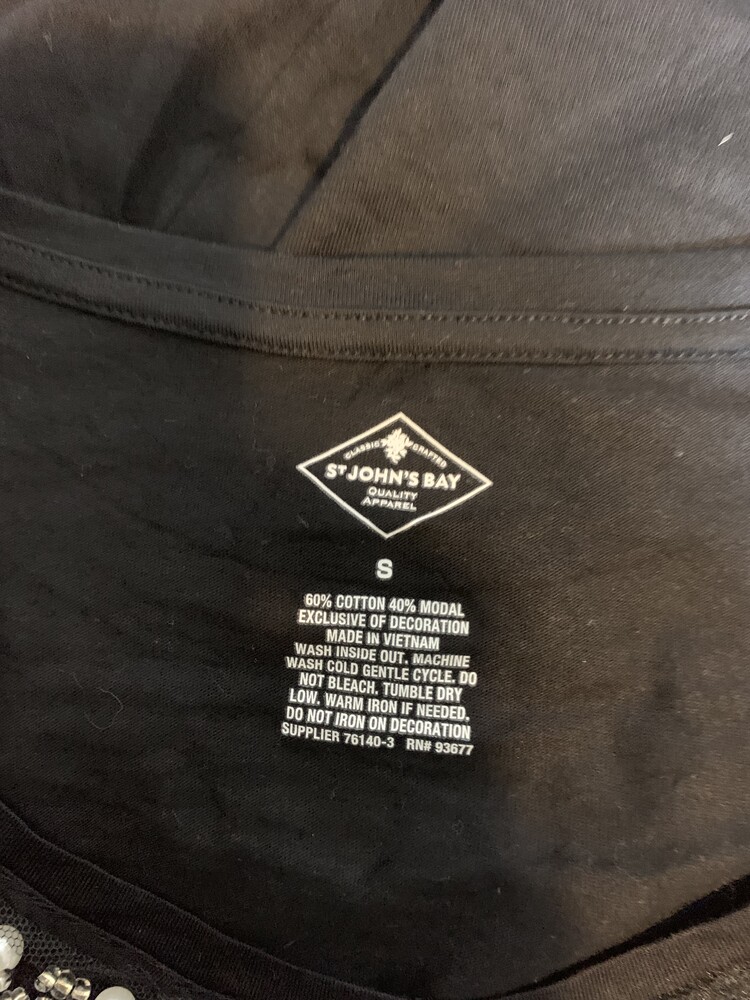 CLASSIC CRAFTED
ST JOHN'S BAY
QUALITY
APPAREL
S
60% COTTON 40% MODAL
EXCLUSIVE OF DECORATION
MADE IN VIETNAM
WASH INSIDE OUT. MACHINE
WASH COLD GENTLE CYCLE. DO
NOT BLEACH. TUMBLE DRY
LOW. WARM IRON IF NEEDED.
DO NOT IRON ON DECORATION
SUPPLIER 76140-3 RN# 93677